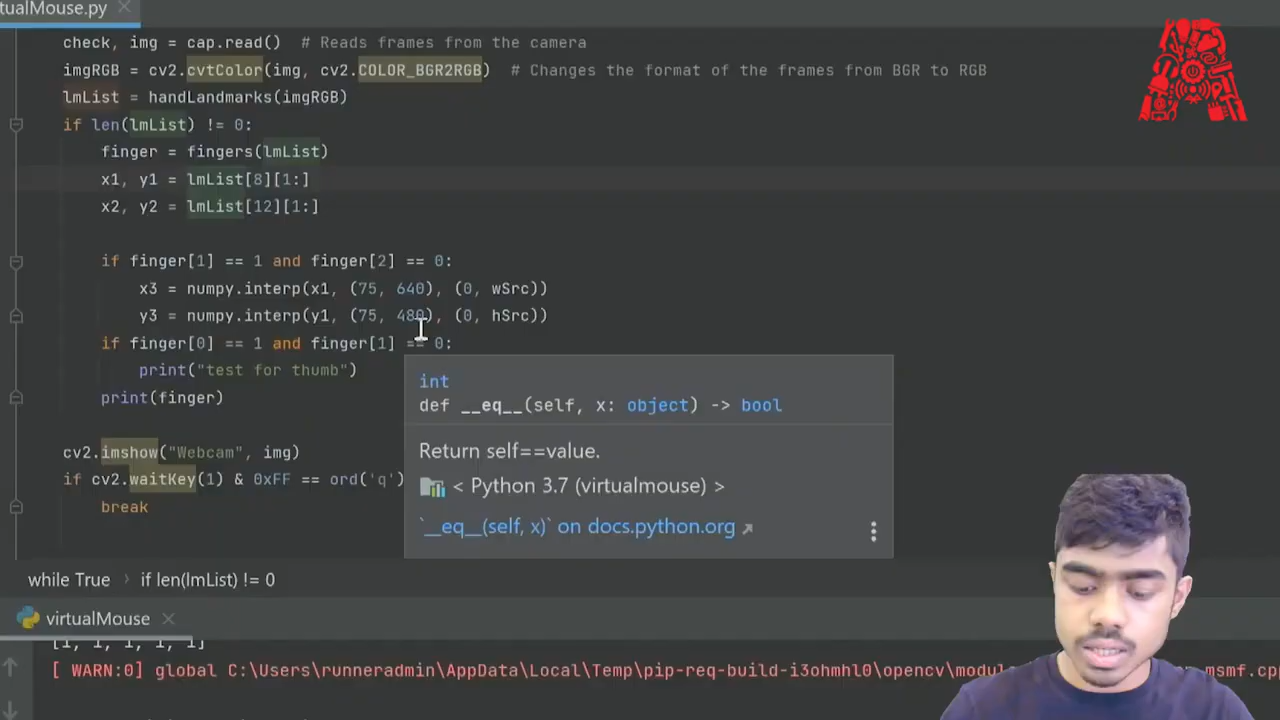 tualMouse.py
check, img = cap.read()  # Reads frames from the camera
imgRGB = cv2.cvtColor(img, cv2.COLOR_BGR2RGB)  # Changes the format of the frames from BGR to RGB
lmList = handLandmarks(imgRGB)
if len(lmList) != 0:
finger = fingers(lmList)
x1, y1 = lmList[8][1:]
x2, y2 = lmList[12][1:]
if finger[1] == 1 and finger[2] == 0:
x3 = numpy.interp(x1, (75, 640), (0, wSrc))
y3 = numpy.interp(y1, (75, 480), (0, hSrc))
if finger[0] == 1 and finger[1] == 0:
print("test for thumb")
print(finger)
int
def __eq__(self, x: object) -> bool
Return self==value.
< Python 3.7 (virtualmouse) >
`__eq__(self, x)` on docs.python.org
cv2.imshow("Webcam", img)
if cv2.waitKey(1) & 0xFF == ord('q')
break
while True
if len(lmList) != 0
virtualMouse
[1, 1, 1, 1, 1]
[ WARN:0] global C:\Users\runneradmin\AppData\Local\Temp\pip-req-build-i3ohmhl0\opencv\modul
msmf.cp